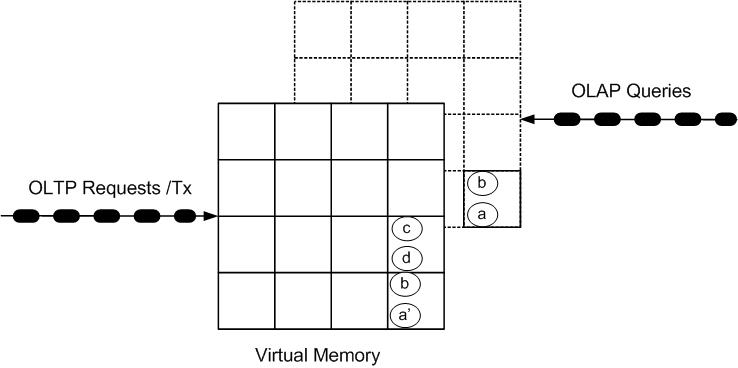 OLAP Queries
OLTP Requests /Tx
b
a
c
d
b
a’
Virtual Memory